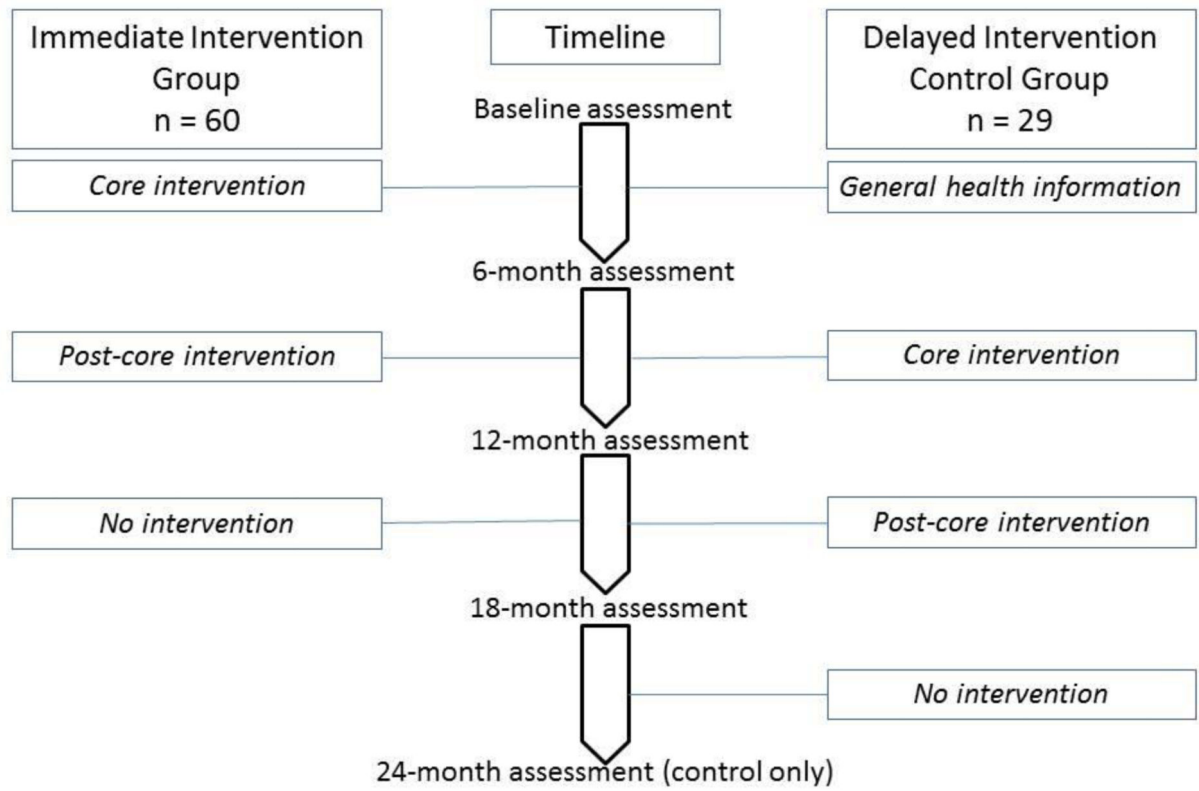 Immediate Intervention
Group
n = 60
Timeline
Delayed Intervention
Control Group
n = 29
Baseline assessment
Core intervention
General health information
6-month assessment
Post-core intervention
Core intervention
12-month assessment
No intervention
Post-core intervention
18-month assessment
No intervention
24-month assessment (control only)